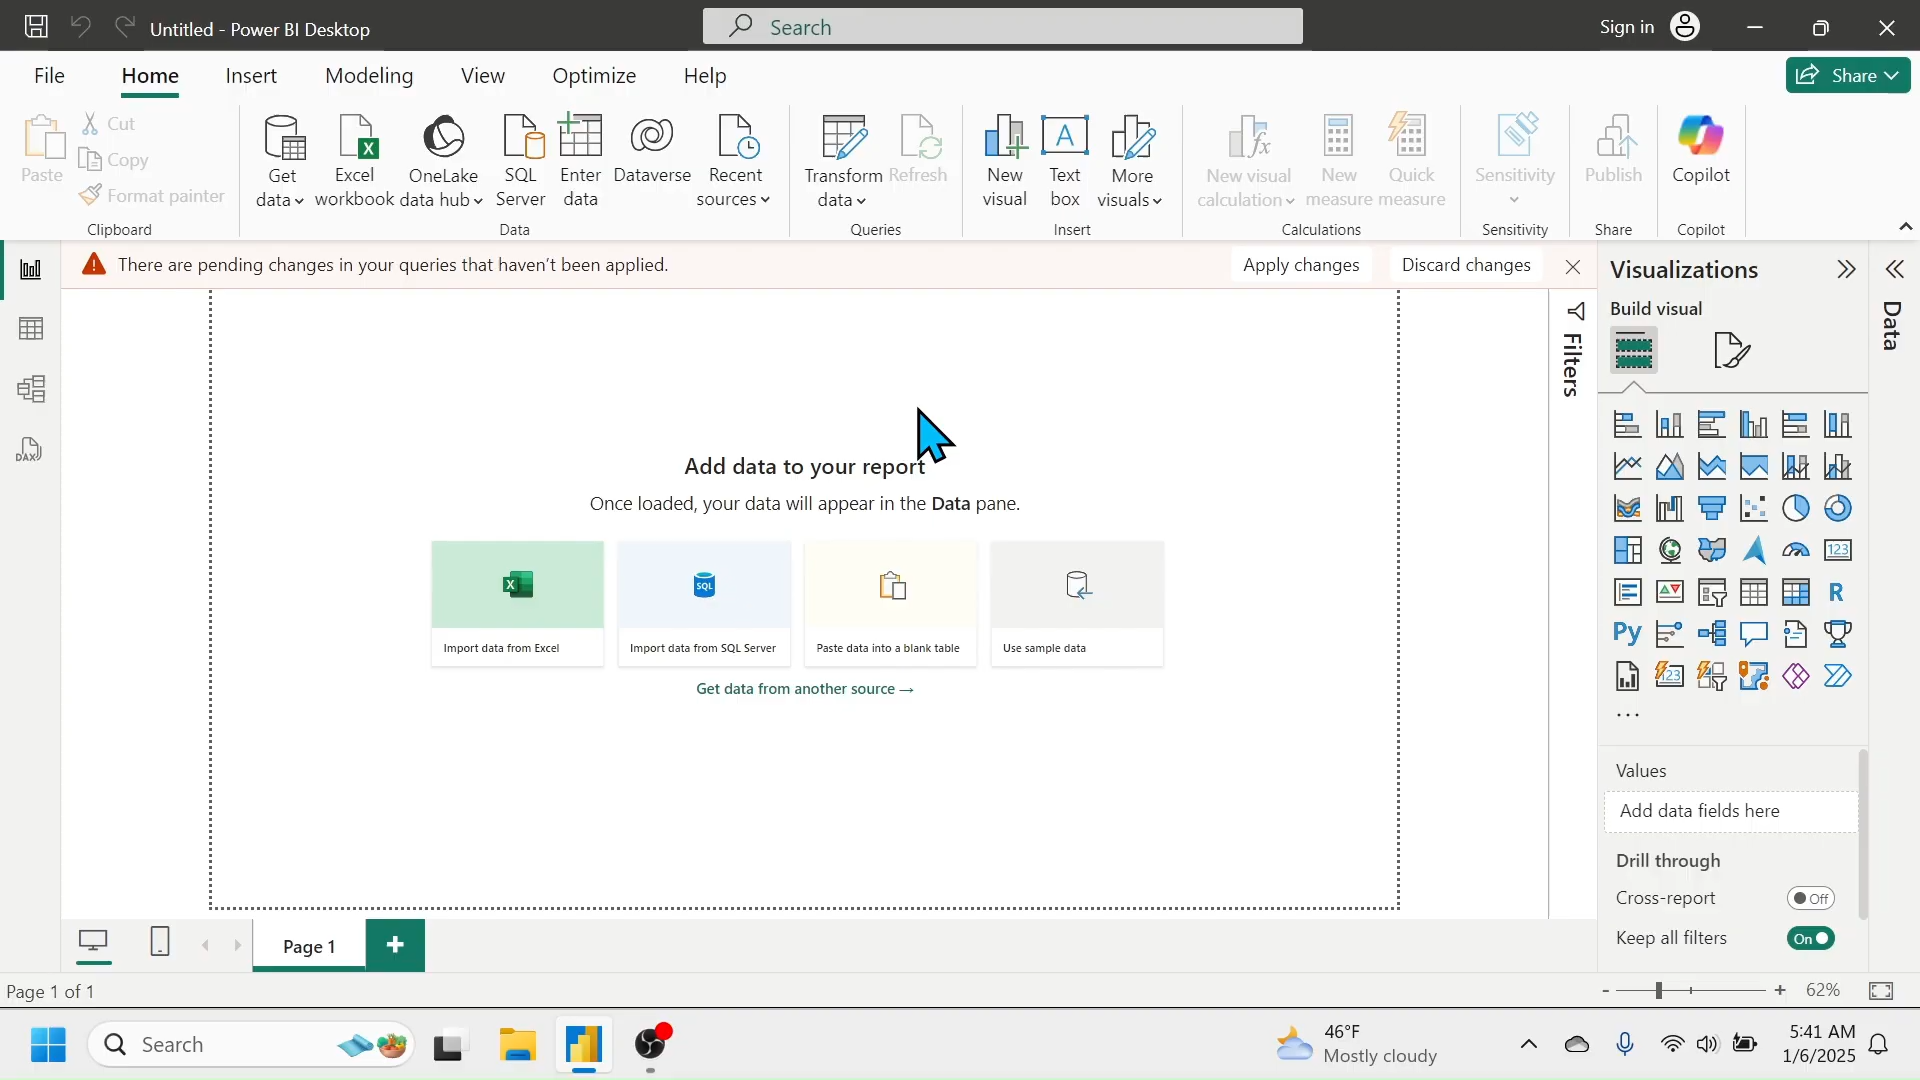 Untitled - Power BI Desktop
Search
Sign in
File Home Insert Modeling View Optimize Help
Share
Paste
Cut
Copy
Format painter
Clipboard
Get data
Excel workbook
OneLake data hub
SQL Server
Enter data
Dataverse
Recent sources
Data
Transform data
Refresh
Queries
New visual
Text box
More visuals
Insert
New visual calculation
New measure
Quick measure
Calculations
Sensitivity
Sensitivity
Publish
Share
Copilot
Copilot
There are pending changes in your queries that haven't been applied.
Apply changes
Discard changes
Add data to your report
Once loaded, your data will appear in the Data pane.
Import data from Excel
SQL
Import data from SQL Server
Paste data into a blank table
Use sample data
Get data from another source →
Filters
Visualizations
Build visual
123
R
Py
123
...
Values
Add data fields here
Drill through
Cross-report
Off
Keep all filters
On
Data
DAX
Page 1
+
Page 1 of 1
- + 62%
Search
46°F
Mostly cloudy
5:41 AM
1/6/2025